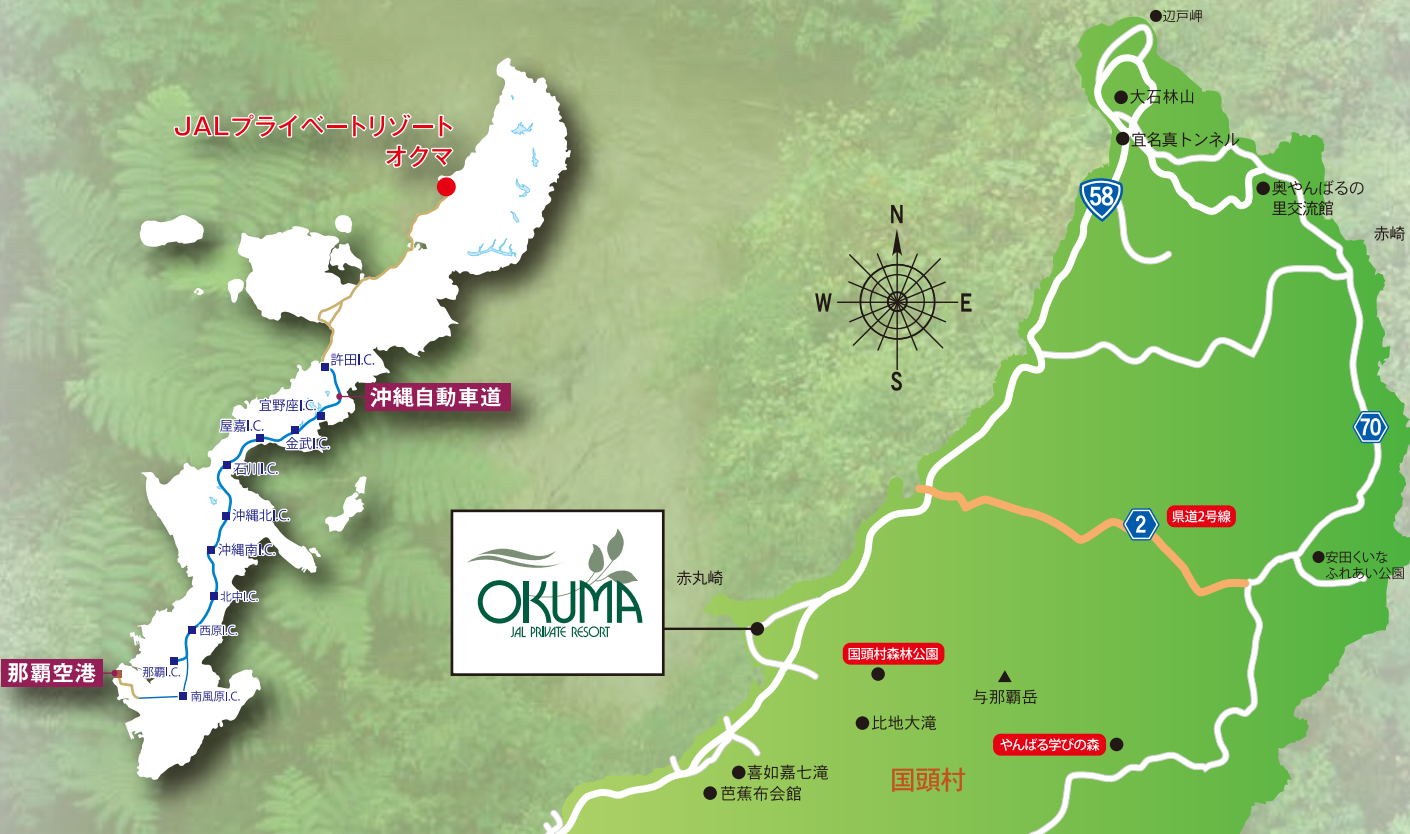 JALプライベートリゾート
オクマ
許田I.C.
沖縄自動車道
宜野座I.C.
屋嘉I.C.
金武I.C.
石川I.C.
沖縄北I.C.
沖縄南I.C.
北中I.C.
西原I.C.
那覇I.C.
那覇空港
南風原I.C.
OKUMA
JAL PRIVATE RESORT
N
W
E
S
辺戸岬
大石林山
宜名真トンネル
58
奥やんばるの
里交流館
赤崎
70
2
県道2号線
安田くいな
ふれあい公園
赤丸崎
国頭村森林公園
与那覇岳
比地大滝
やんばる学びの森
喜如嘉七滝
芭蕉布会館
国頭村